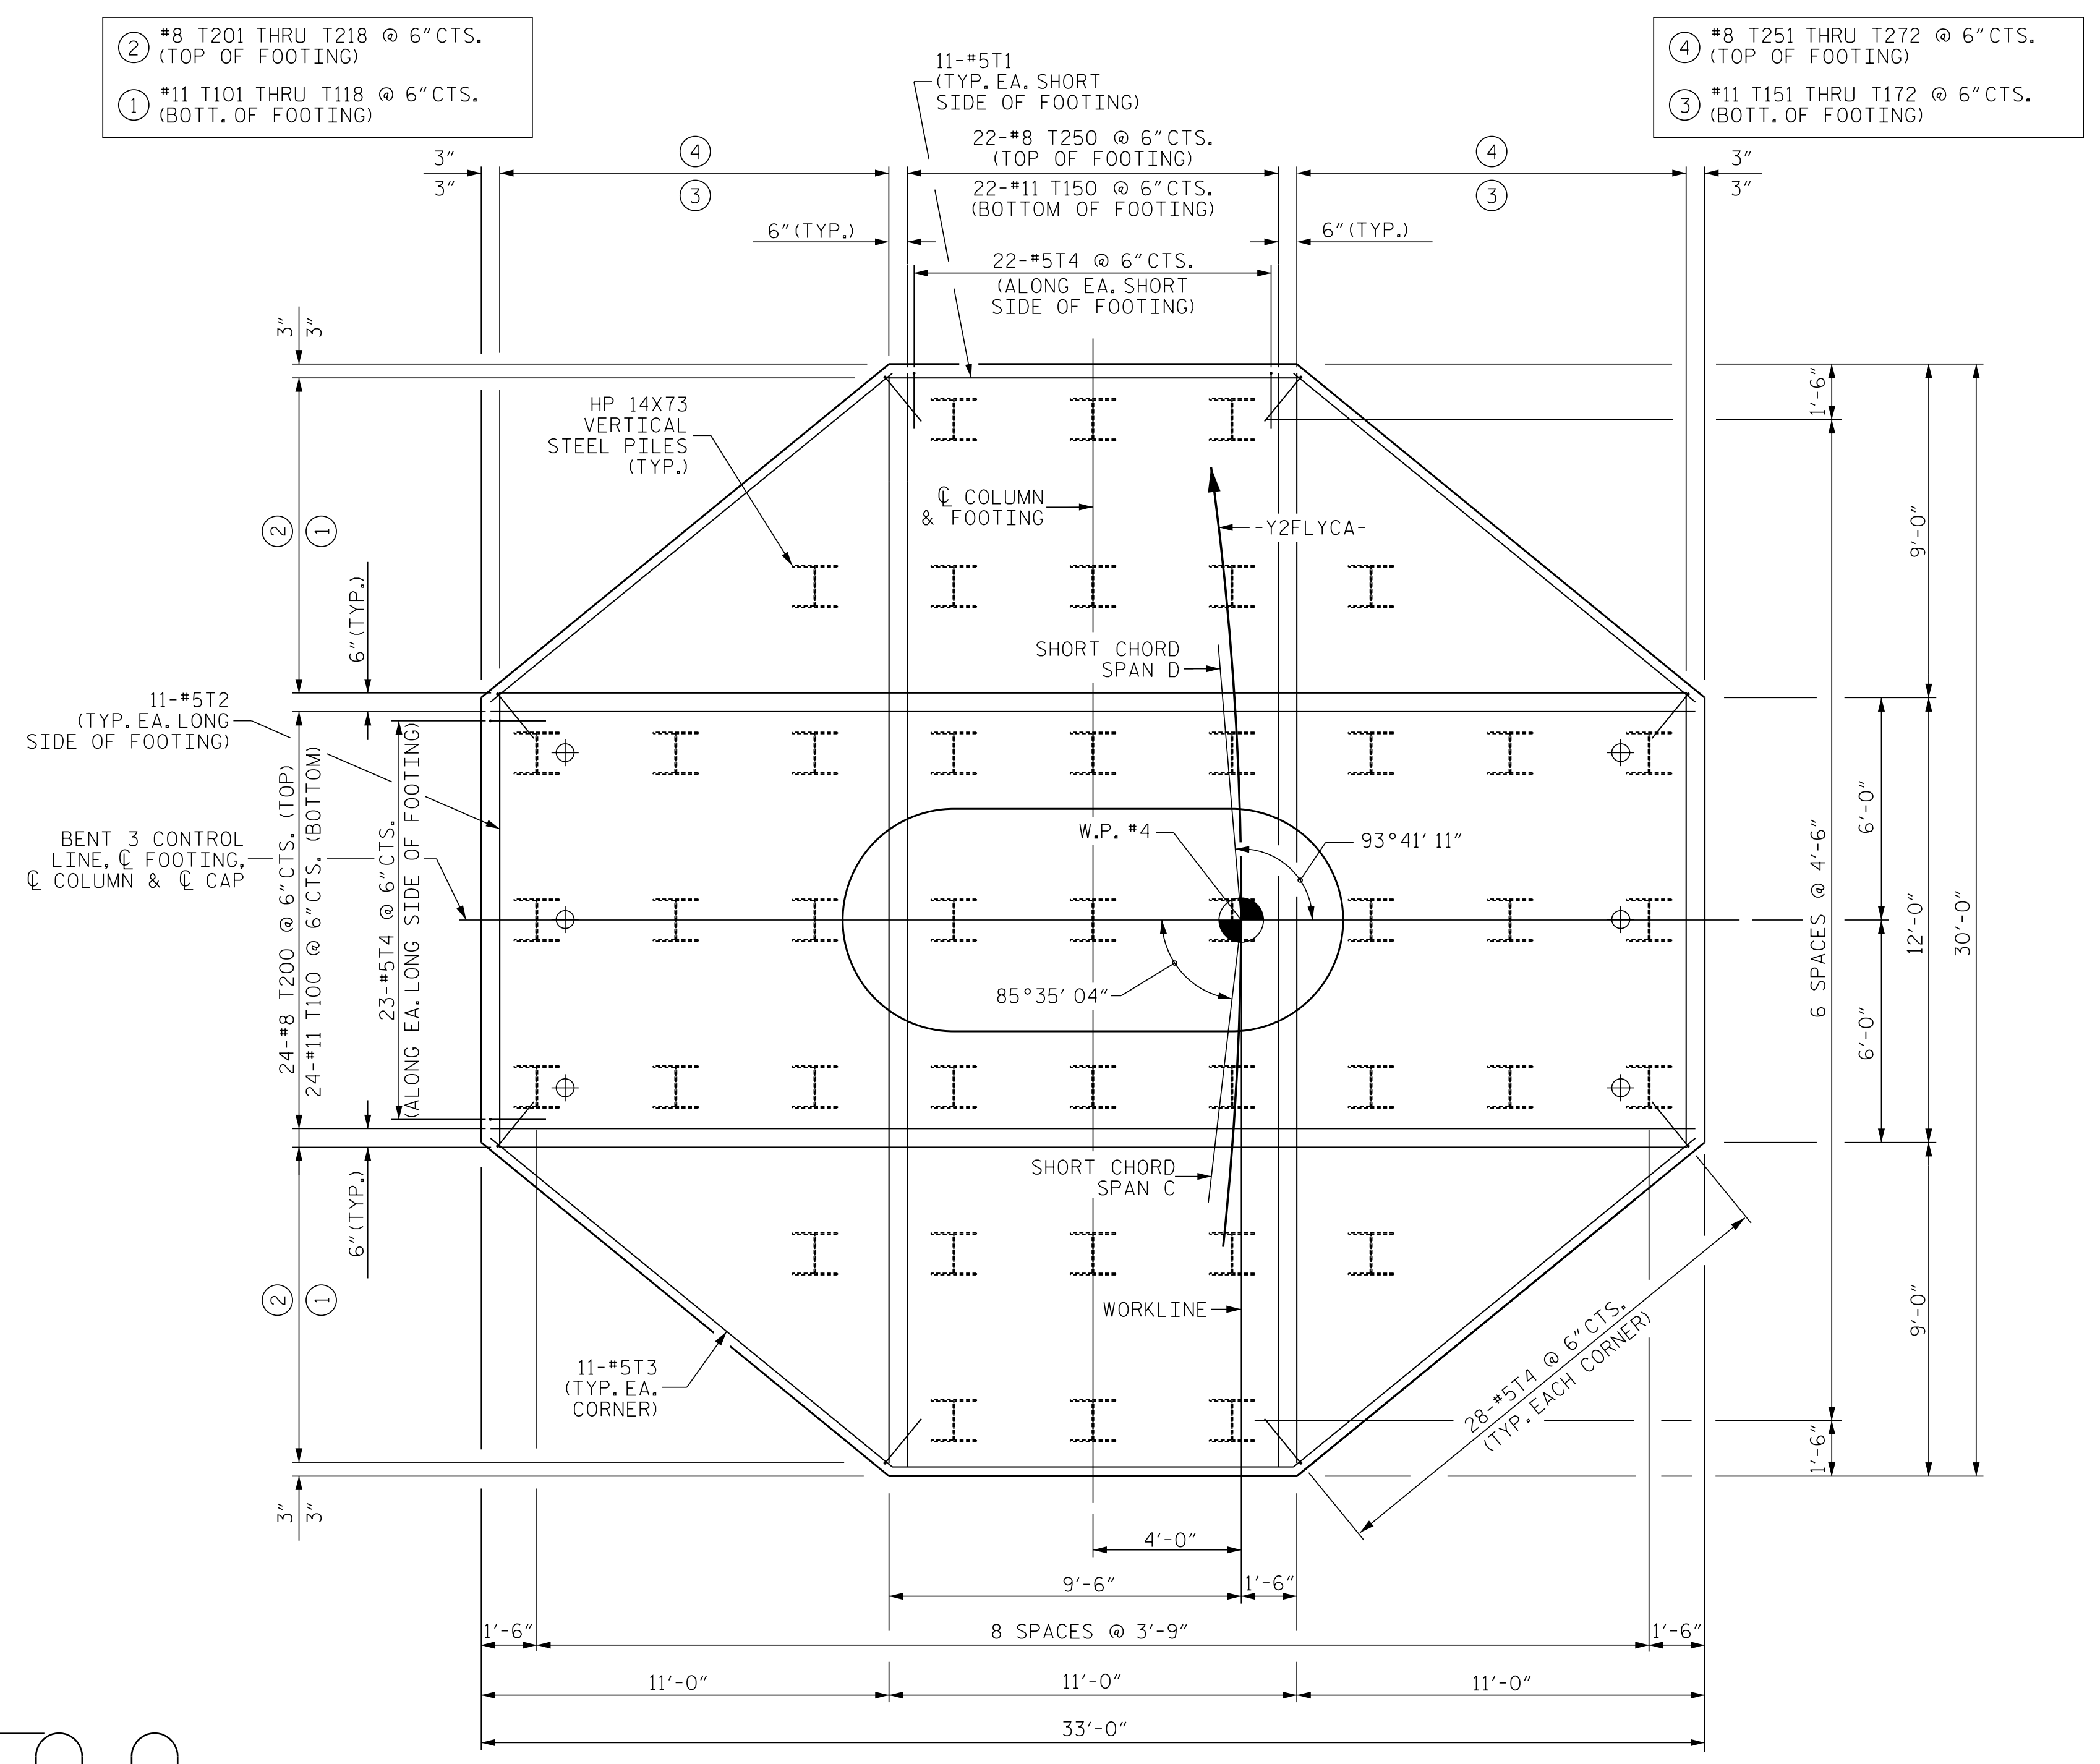 ② #8 T201 THRU T218 @ 6" CTS.
(TOP OF FOOTING)
① #11 T101 THRU T118 @ 6" CTS.
(BOTT. OF FOOTING)
④ #8 T251 THRU T272 @ 6" CTS.
(TOP OF FOOTING)
③ #11 T151 THRU T172 @ 6" CTS.
(BOTT. OF FOOTING)
11-#5T1
(TYP. EA. SHORT
SIDE OF FOOTING)
22-#8 T250 @ 6" CTS.
(TOP OF FOOTING)
22-#11 T150 @ 6" CTS.
(BOTTOM OF FOOTING)
3"
3"
④
③
④
③
3"
3"
6" (TYP.)
6" (TYP.)
22-#5T4 @ 6" CTS.
(ALONG EA. SHORT
SIDE OF FOOTING)
3"
3"
HP 14X73
VERTICAL
STEEL PILES
(TYP.)
℄ COLUMN
& FOOTING
-Y2FLYCA-
1'-6"
9'-0"
②
①
6" (TYP.)
SHORT CHORD
SPAN D
11-#5T2
(TYP. EA. LONG
SIDE OF FOOTING)
24-#8 T200 @ 6" CTS. (TOP)
24-#11 T100 @ 6" CTS. (BOTTOM)
23-#5T4 @ 6" CTS.
(ALONG EA. LONG SIDE OF FOOTING)
BENT 3 CONTROL
LINE, ℄ FOOTING,
℄ COLUMN & ℄ CAP
W.P. #4
93°41' 11"
85°35' 04"
6 SPACES @ 4'-6"
6'-0"
6'-0"
12'-0"
30'-0"
6" (TYP.)
SHORT CHORD
SPAN C
②
①
WORKLINE
11-#5T3
(TYP. EA.
CORNER)
28-#5T4 @ 6" CTS.
(TYP. EACH CORNER)
9'-0"
1'-6"
3"
3"
4'-0"
9'-6"
1'-6"
1'-6"
8 SPACES @ 3'-9"
1'-6"
11'-0"
11'-0"
11'-0"
33'-0"